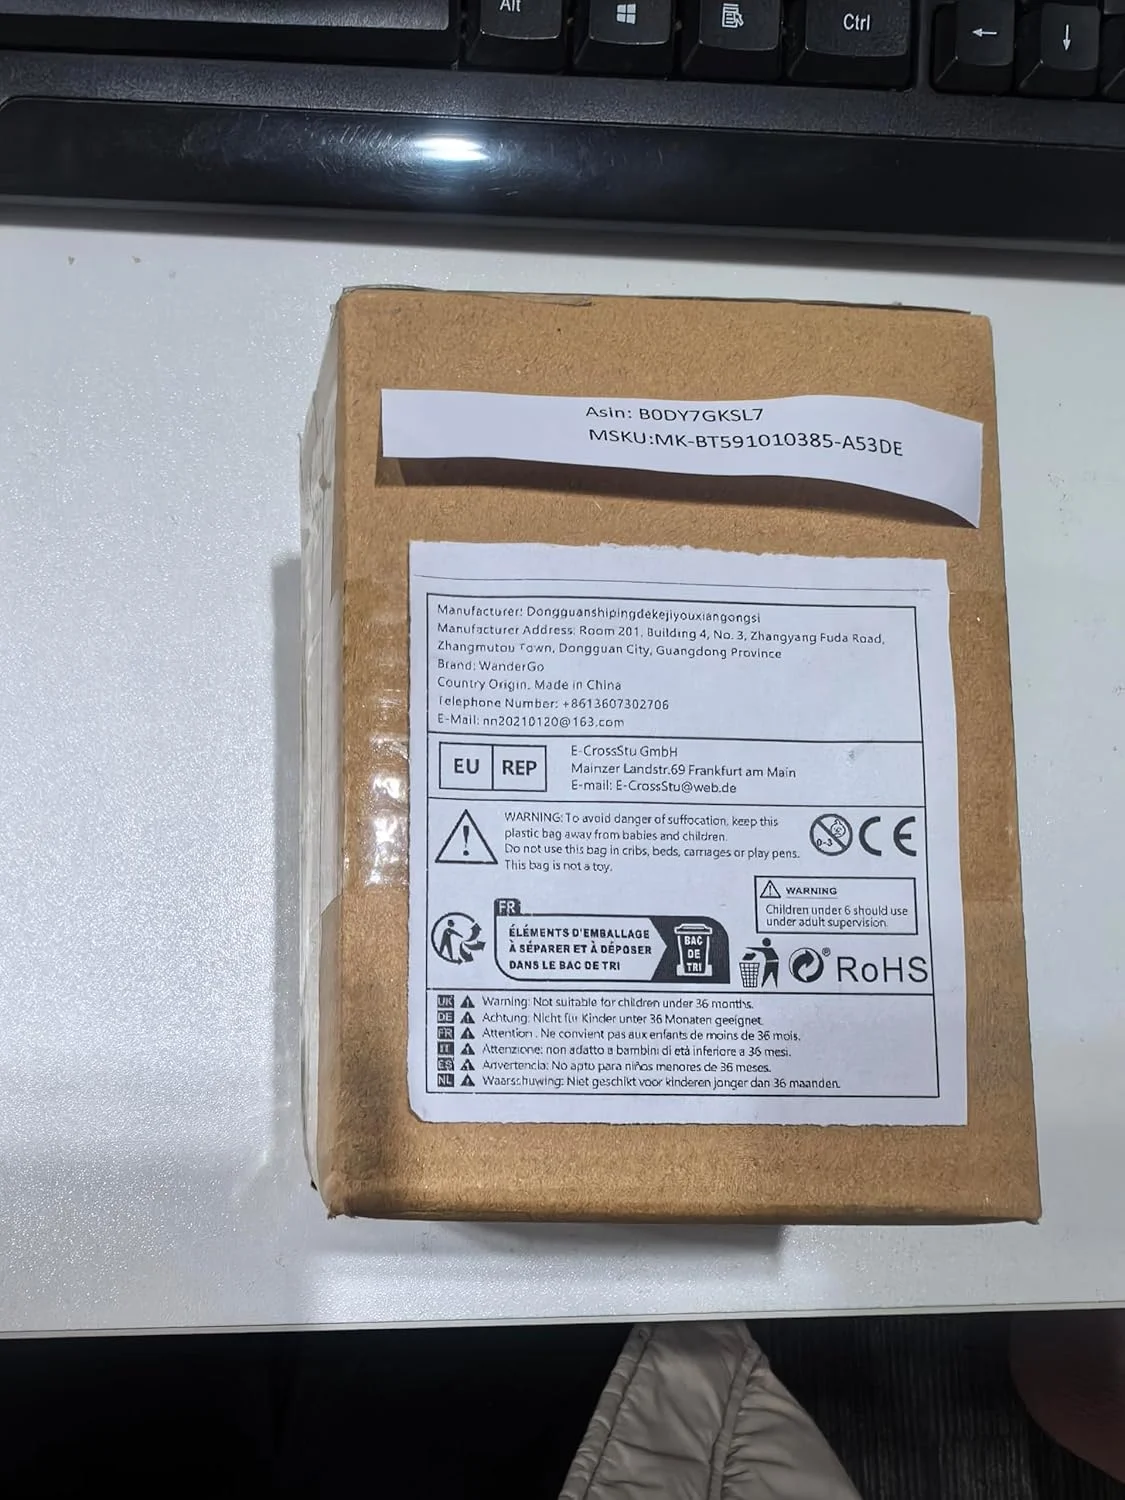 Alt
Ctrl
←
↓
Asin: B0DY7GKSL7
MSKU:MK-BT591010385-A53DE
Manufacturer: Dongguanshipingdekejiyouxiangongsi
Manufacturer Address: Room 201, Building 4, No. 3, Zhangyang Fuda Road,
Zhangmutou Town, Dongguan City, Guangdong Province
Brand: WanderGo
Country Origin. Made in China
Telephone Number: +8613607302706
E-Mail: nn20210120@163.com
EU REP
E-CrossStu GmbH
Mainzer Landstr.69 Frankfurt am Main
E-mail: E-CrossStu@web.de
WARNING: To avoid danger of suffocation, keep this
plastic bag away from babies and children.
Do not use this bag in cribs, beds, carriages or play pens.
This bag is not a toy.
0-3
CE
WARNING
Children under 6 should use
under adult supervision.
FR
ÉLÉMENTS D'EMBALLAGE
À SÉPARER ET À DÉPOSER
DANS LE BAC DE TRI
BAC
DE
TRI
® RoHS
UK Warning: Not suitable for children under 36 months.
DE Achtung: Nicht für Kinder unter 36 Monaten geeignet.
FR Attention . Ne convient pas aux enfants de moins de 36 mois.
IT Attenzione: non adatto a bambini di età inferiore a 36 mesi.
ES Advertencia: No apto para niños menores de 36 meses.
NL Waarschuwing: Niet geschikt voor kinderen jonger dan 36 maanden.